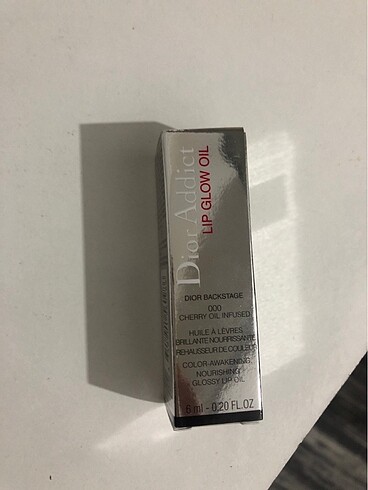 Dior Addict
LIP GLOW OIL
DIOR BACKSTAGE
000
CHERRY OIL INFUSED
HUILE À LÈVRES
BRILLANTE NOURRISSANTE
REHAUSSEUR DE COULEUR
COLOR-AWAKENING
NOURISHING
GLOSSY LIP OIL
6 ml - 0.20 FL.OZ